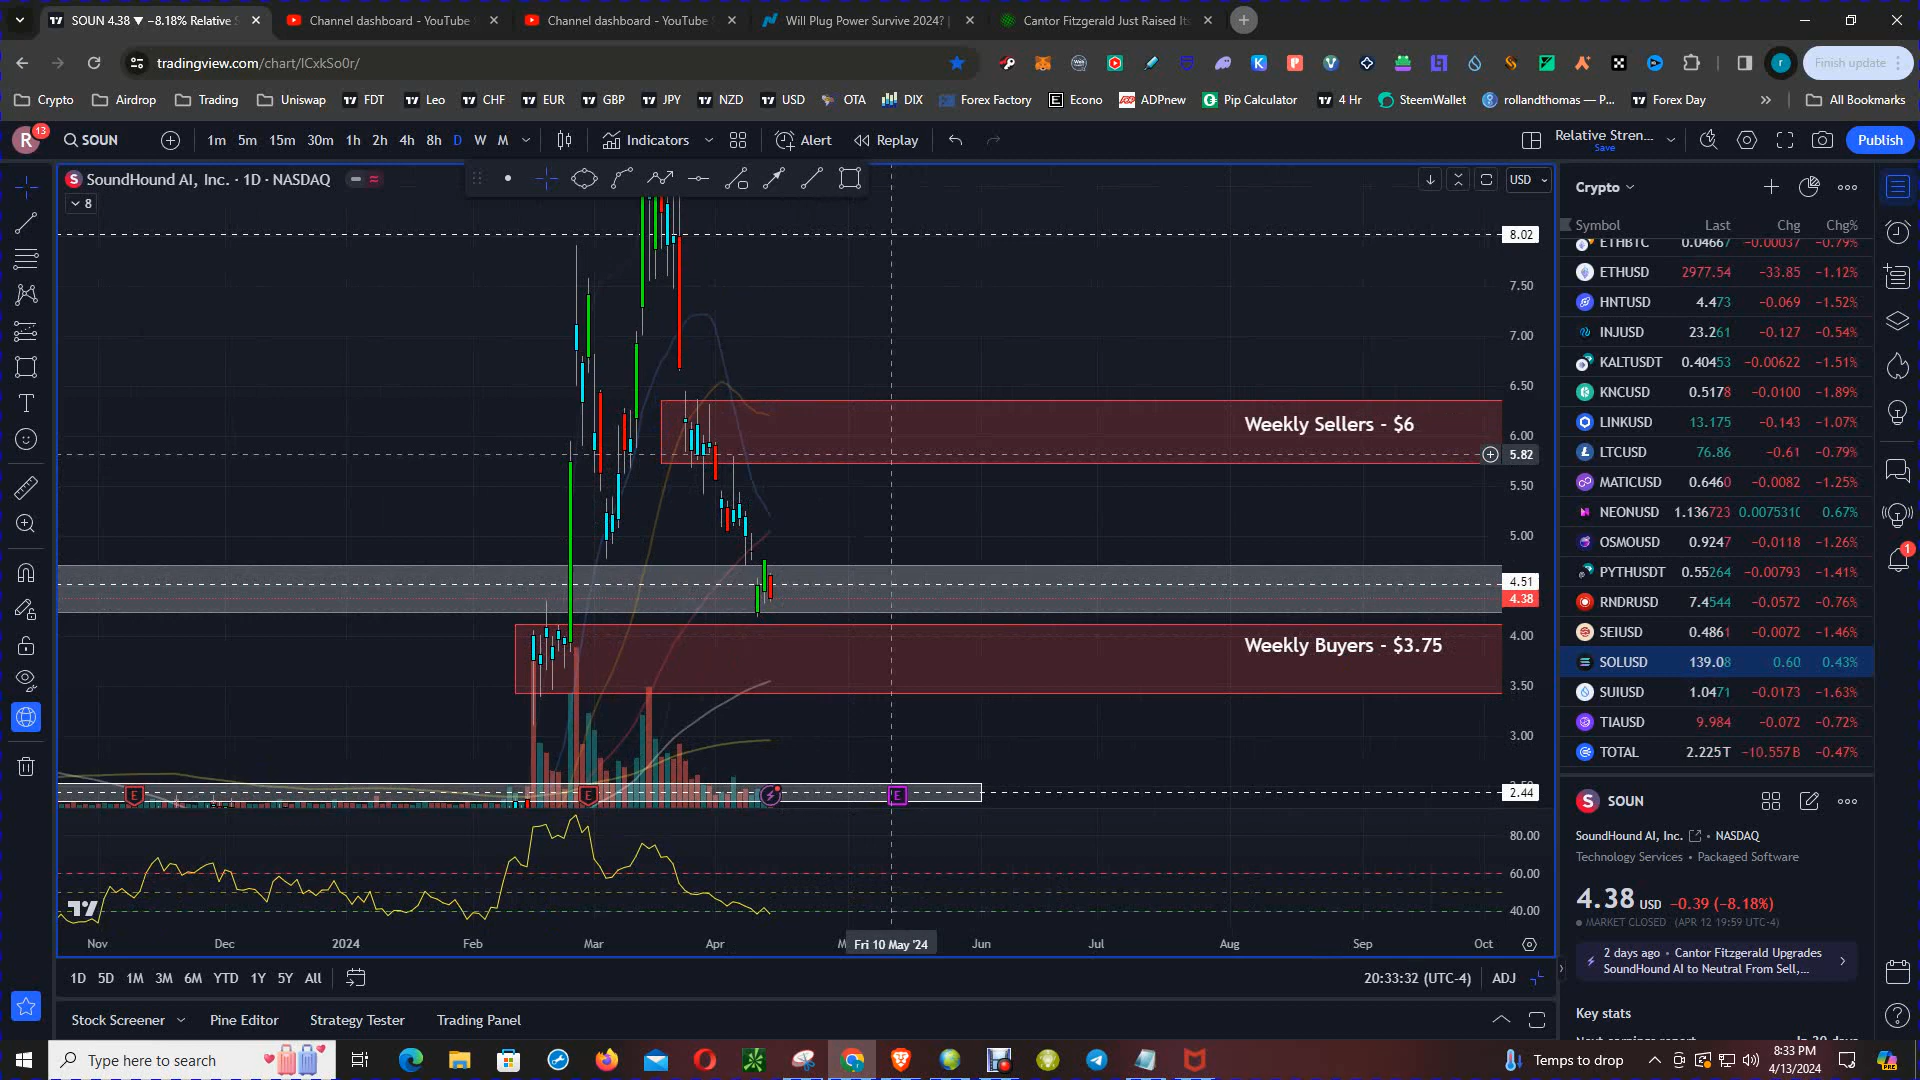 SOUN 4.38 ▼ −8.18% Relative S
Channel dashboard - YouTube
Channel dashboard - YouTube
Will Plug Power Survive 2024? |
Cantor Fitzgerald Just Raised It
tradingview.com/chart/ICxkSo0r/
Finish update
Crypto
Airdrop
Trading
Uniswap
FDT
Leo
CHF
EUR
GBP
JPY
NZD
USD
OTA
DIX
Forex Factory
Econo
ADPnew
Pip Calculator
4 Hr
SteemWallet
rollandthomas — P...
Forex Day
All Bookmarks
R
13
SOUN
1m 5m 15m 30m 1h 2h 4h 8h D W M
Indicators
Alert
Replay
Relative Stren...
Save
Publish
SoundHound AI, Inc. · 1D · NASDAQ
8
USD
8.02
7.50
7.00
6.50
6.00
5.82
5.50
5.00
4.51
4.38
4.00
3.50
3.00
2.44
80.00
60.00
40.00
Weekly Sellers - $6
Weekly Buyers - $3.75
E
E
E
Nov Dec 2024 Feb Mar Apr Fri 10 May '24 Jun Jul Aug Sep Oct
1D 5D 1M 3M 6M YTD 1Y 5Y All
20:33:32 (UTC-4)
ADJ
Stock Screener
Pine Editor
Strategy Tester
Trading Panel
Crypto
Symbol Last Chg Chg%
ETHBTC 0.04667 −0.00037 −0.79%
ETHUSD 2977.54 −33.85 −1.12%
HNTUSD 4.473 −0.069 −1.52%
INJUSD 23.261 −0.127 −0.54%
KALTUSDT 0.40453 −0.00622 −1.51%
KNCUSD 0.5178 −0.0100 −1.89%
LINKUSD 13.175 −0.143 −1.07%
LTCUSD 76.86 −0.61 −0.79%
MATICUSD 0.6460 −0.0082 −1.25%
NEONUSD 1.136723 0.0075310 0.67%
OSMOUSD 0.9247 −0.0118 −1.26%
PYTHUSDT 0.55264 −0.00793 −1.41%
RNDRUSD 7.4544 −0.0572 −0.76%
SEIUSD 0.4861 −0.0072 −1.46%
SOLUSD 139.08 0.60 0.43%
SUIUSD 1.0471 −0.0173 −1.63%
TIAUSD 9.984 −0.072 −0.72%
TOTAL 2.225T −10.557B −0.47%
1
SOUN
SoundHound AI, Inc. • NASDAQ
Technology Services • Packaged Software
4.38 USD −0.39 (−8.18%)
MARKET CLOSED (APR 12 19:59 UTC-4)
2 days ago • Cantor Fitzgerald Upgrades
SoundHound AI to Neutral From Sell,...
Key stats
Type here to search
Temps to drop
8:33 PM
4/13/2024